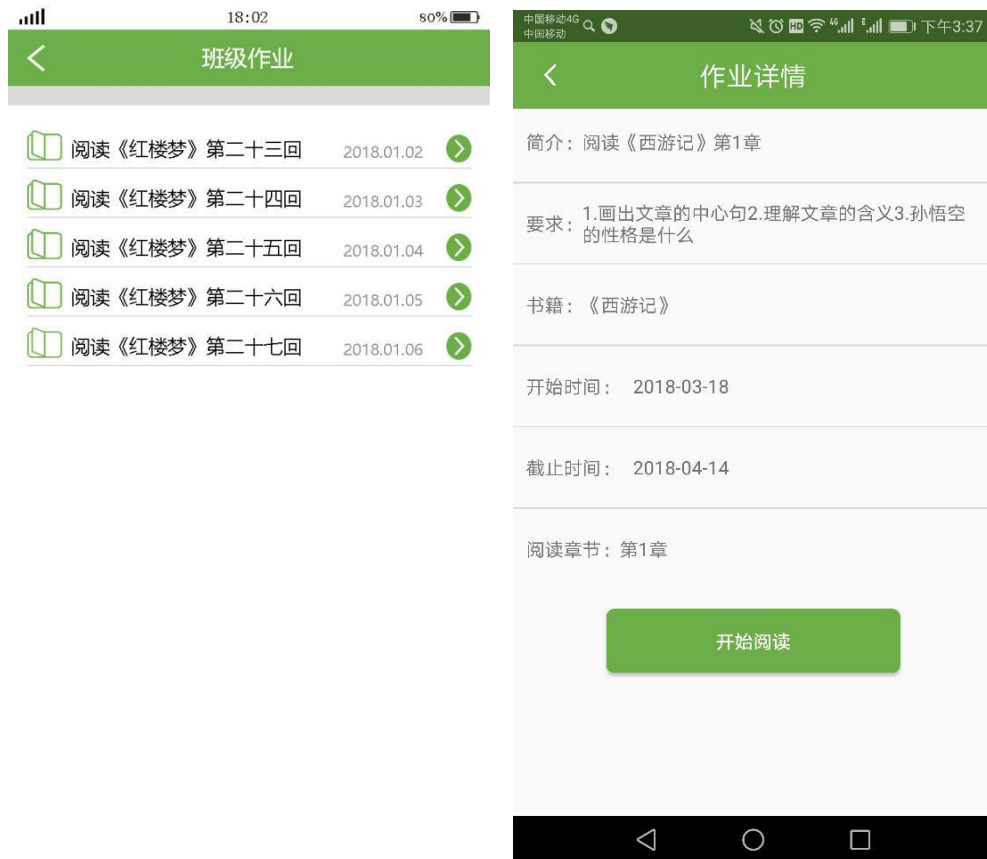 18:02
80%
班级作业
阅读《红楼梦》第二十三回 2018.01.02
阅读《红楼梦》第二十四回 2018.01.03
阅读《红楼梦》第二十五回 2018.01.04
阅读《红楼梦》第二十六回 2018.01.05
阅读《红楼梦》第二十七回 2018.01.06
中国移动4G
中国移动
HD 4G E 下午3:37
作业详情
简介：阅读《西游记》第1章
要求：1.画出文章的中心句2.理解文章的含义3.孙悟空
的性格是什么
书籍：《西游记》
开始时间： 2018-03-18
截止时间： 2018-04-14
阅读章节：第1章
开始阅读